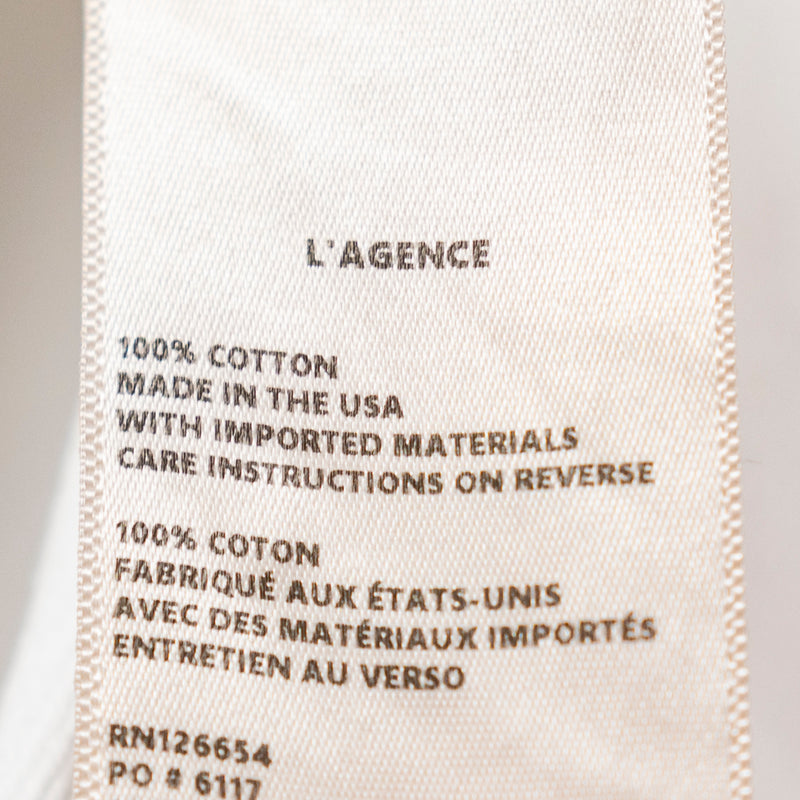 L'AGENCE
100% COTTON
MADE IN THE USA
WITH IMPORTED MATERIALS
CARE INSTRUCTIONS ON REVERSE
100% COTON
FABRIQUÉ AUX ÉTATS-UNIS
AVEC DES MATÉRIAUX IMPORTÉS
ENTRETIEN AU VERSO
RN126654
PO # 6117